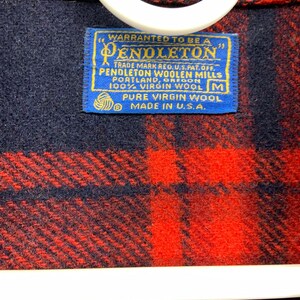 WARRANTED TO BE A
"PENDLETON"
TRADE MARK REG.U.S.PAT.OFF.
PENDLETON WOOLEN MILLS
PORTLAND, OREGON
100% VIRGIN WOOL M
PURE VIRGIN WOOL
MADE IN U.S.A.